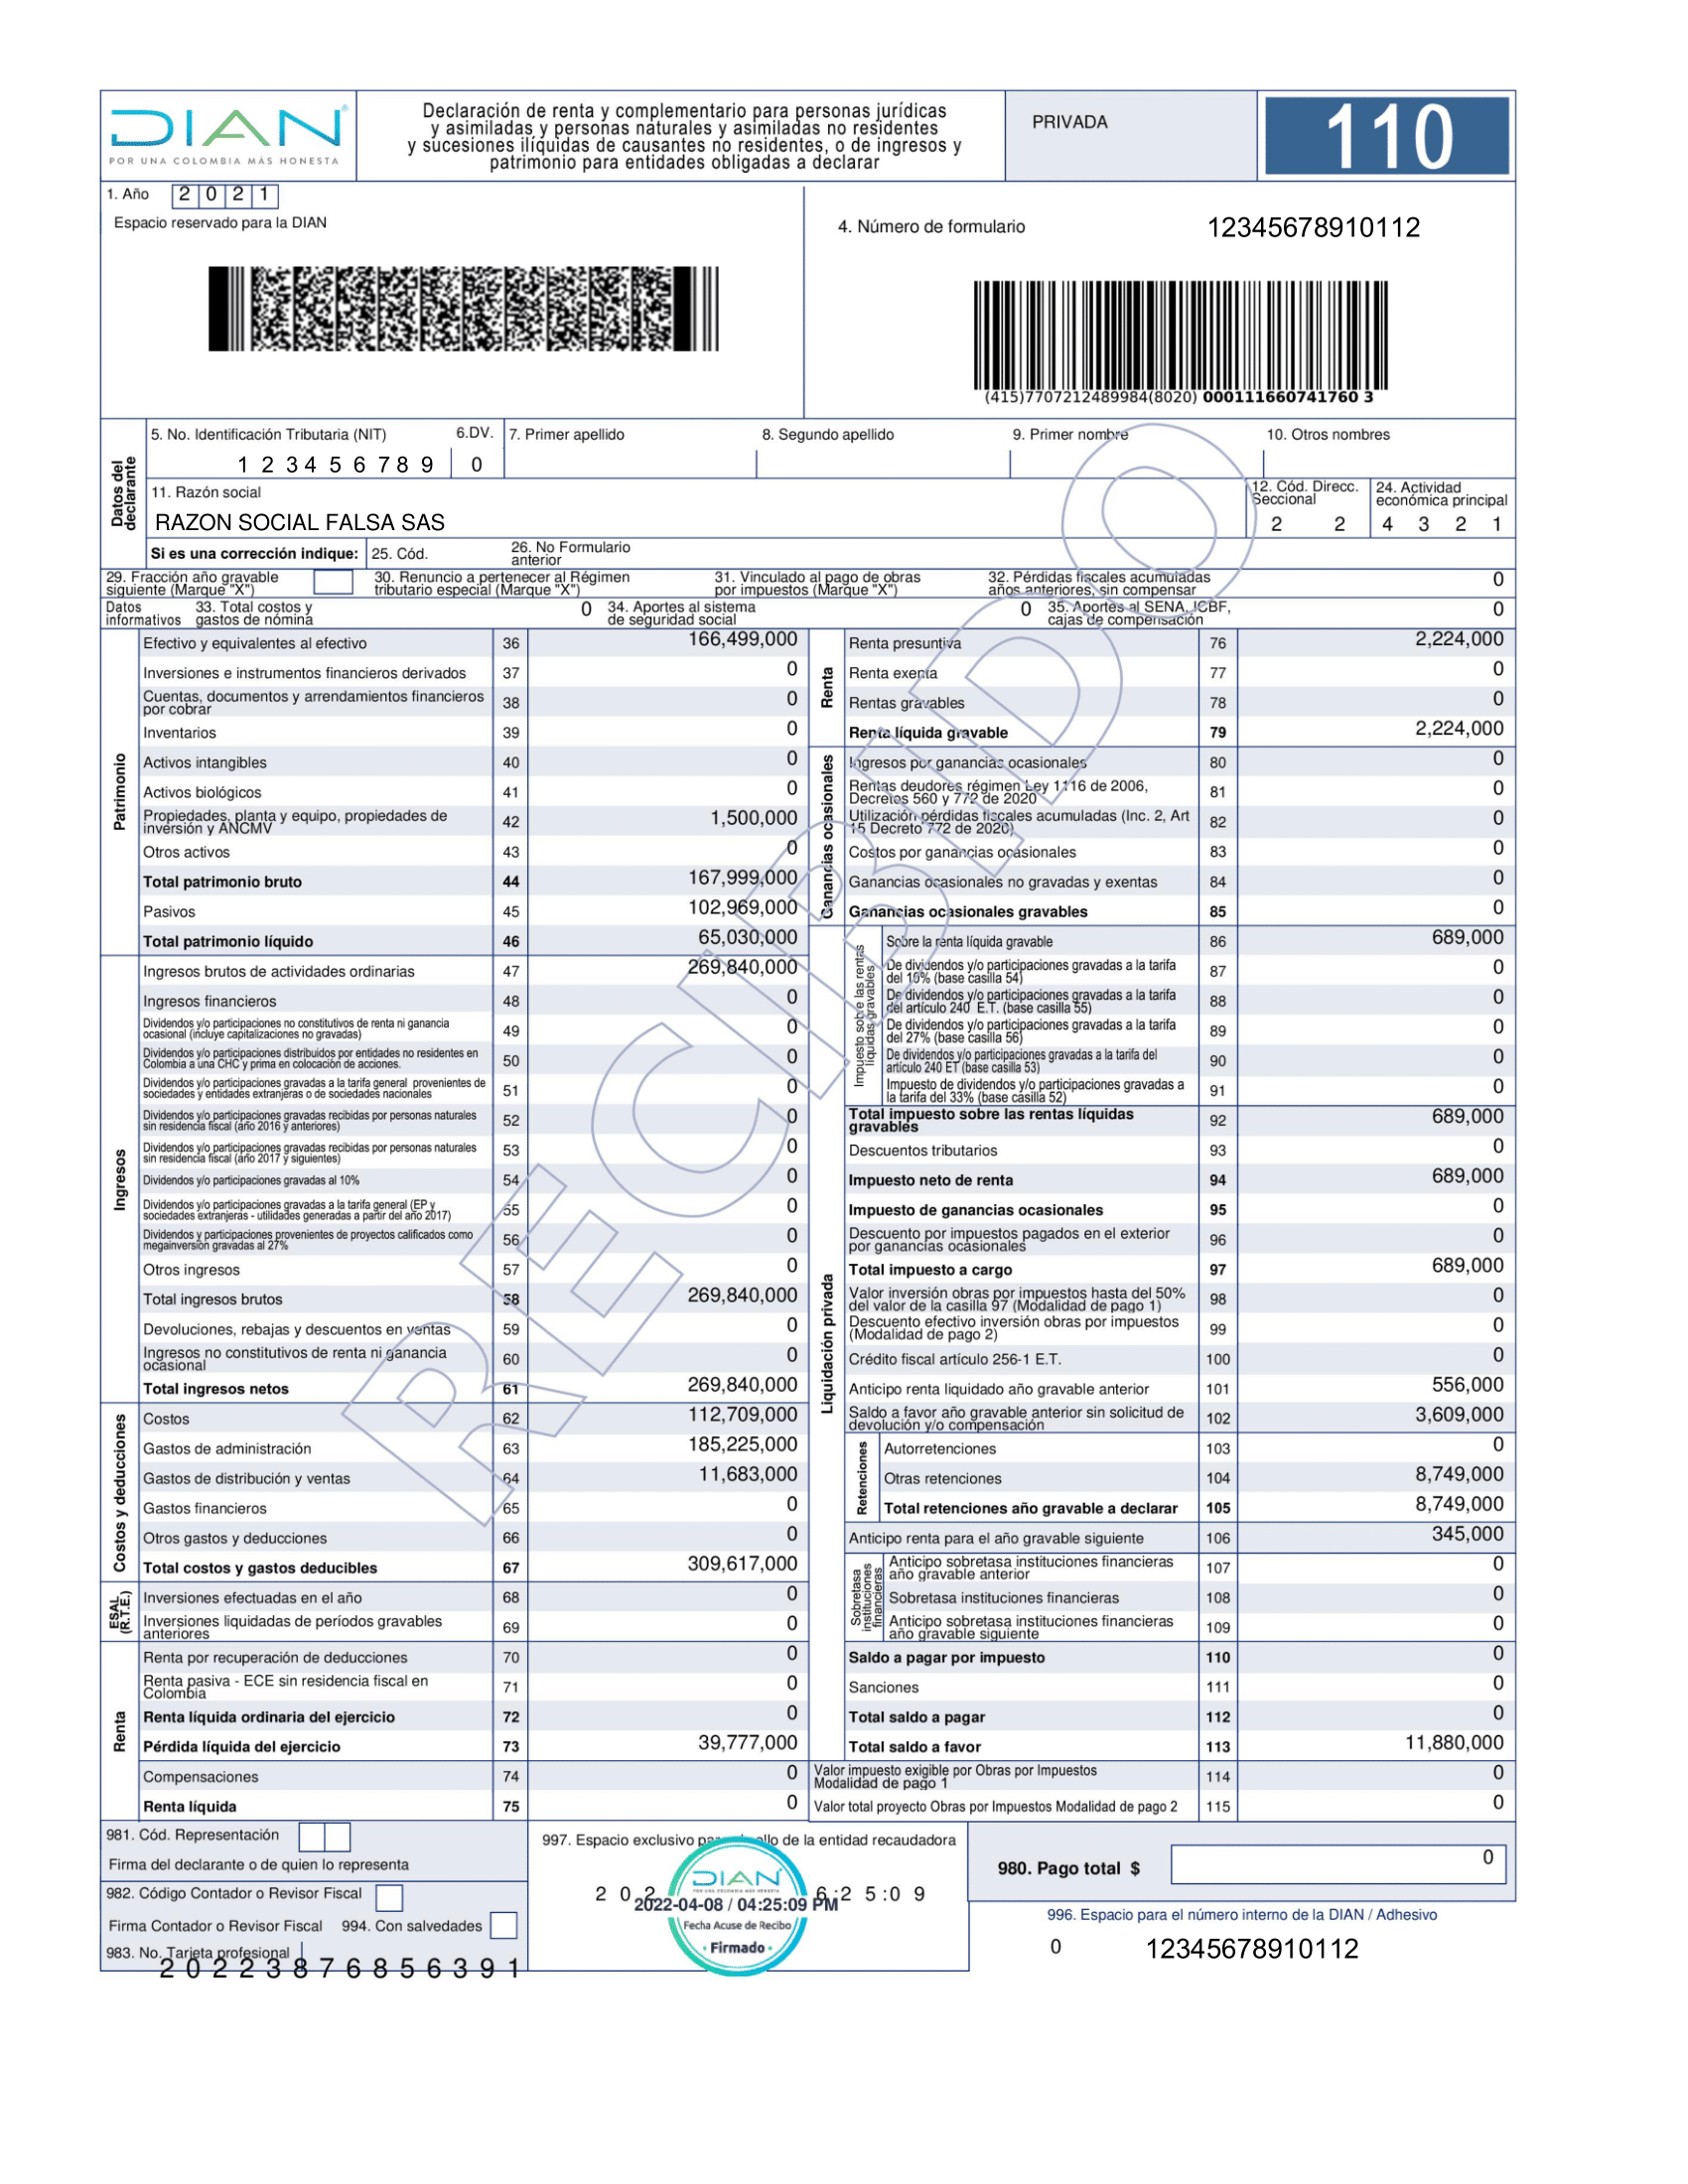 DIAN®
POR UNA COLOMBIA MÁS HONESTA
Declaración de renta y complementario para personas jurídicas
y asimiladas y personas naturales y asimiladas no residentes
y sucesiones ilíquidas de causantes no residentes, o de ingresos y
patrimonio para entidades obligadas a declarar
PRIVADA
110
1. Año 2 0 2 1
Espacio reservado para la DIAN
4. Número de formulario 12345678910112
(415)7707212489984(8020) 000111660741760 3
Datos del declarante
5. No. Identificación Tributaria (NIT) 6.DV. 7. Primer apellido 8. Segundo apellido 9. Primer nombre 10. Otros nombres
1 2 3 4 5 6 7 8 9 0
11. Razón social 12. Cód. Direcc. Seccional 24. Actividad económica principal
RAZON SOCIAL FALSA SAS 2 2 4 3 2 1
Si es una corrección indique: 25. Cód. 26. No Formulario anterior
29. Fracción año gravable siguiente (Marque "X") 30. Renuncio a pertenecer al Régimen tributario especial (Marque "X") 31. Vinculado al pago de obras por impuestos (Marque "X") 32. Pérdidas fiscales acumuladas años anteriores, sin compensar 0
Datos informativos 33. Total costos y gastos de nómina 0 34. Aportes al sistema de seguridad social 0 35. Aportes al SENA, ICBF, cajas de compensación 0
Patrimonio
Efectivo y equivalentes al efectivo 36 166,499,000
Inversiones e instrumentos financieros derivados 37 0
Cuentas, documentos y arrendamientos financieros por cobrar 38 0
Inventarios 39 0
Activos intangibles 40 0
Activos biológicos 41 0
Propiedades, planta y equipo, propiedades de inversión y ANCMV 42 1,500,000
Otros activos 43 0
Total patrimonio bruto 44 167,999,000
Pasivos 45 102,969,000
Total patrimonio líquido 46 65,030,000
Ingresos
Ingresos brutos de actividades ordinarias 47 269,840,000
Ingresos financieros 48 0
Dividendos y/o participaciones no constitutivos de renta ni ganancia ocasional (incluye capitalizaciones no gravadas) 49 0
Dividendos y/o participaciones distribuidos por entidades no residentes en Colombia a una CHC y prima en colocación de acciones. 50 0
Dividendos y/o participaciones gravadas a la tarifa general provenientes de sociedades y entidades extranjeras o de sociedades nacionales 51 0
Dividendos y/o participaciones gravadas recibidas por personas naturales sin residencia fiscal (año 2016 y anteriores) 52 0
Dividendos y/o participaciones gravadas recibidas por personas naturales sin residencia fiscal (año 2017 y siguientes) 53 0
Dividendos y/o participaciones gravadas al 10% 54 0
Dividendos y/o participaciones gravadas a la tarifa general (EP y sociedades extranjeras - utilidades generadas a partir del año 2017) 55 0
Dividendos y participaciones provenientes de proyectos calificados como megainversión gravadas al 27% 56 0
Otros ingresos 57 0
Total ingresos brutos 58 269,840,000
Devoluciones, rebajas y descuentos en ventas 59 0
Ingresos no constitutivos de renta ni ganancia ocasional 60 0
Total ingresos netos 61 269,840,000
Costos y deducciones
Costos 62 112,709,000
Gastos de administración 63 185,225,000
Gastos de distribución y ventas 64 11,683,000
Gastos financieros 65 0
Otros gastos y deducciones 66 0
Total costos y gastos deducibles 67 309,617,000
ESAL (R.T.E.)
Inversiones efectuadas en el año 68 0
Inversiones liquidadas de períodos gravables anteriores 69 0
Renta
Renta por recuperación de deducciones 70 0
Renta pasiva - ECE sin residencia fiscal en Colombia 71 0
Renta líquida ordinaria del ejercicio 72 0
Pérdida líquida del ejercicio 73 39,777,000
Compensaciones 74 0
Renta líquida 75 0
Renta
Renta presuntiva 76 2,224,000
Renta exenta 77 0
Rentas gravables 78 0
Renta líquida gravable 79 2,224,000
Ganancias ocasionales
Ingresos por ganancias ocasionales 80 0
Rentas deudores régimen Ley 1116 de 2006, Decretos 560 y 772 de 2020 81 0
Utilización pérdidas fiscales acumuladas (Inc. 2, Art 15 Decreto 772 de 2020) 82 0
Costos por ganancias ocasionales 83 0
Ganancias ocasionales no gravadas y exentas 84 0
Ganancias ocasionales gravables 85 0
Liquidación privada
Impuesto sobre las rentas líquidas gravables
Sobre la renta líquida gravable 86 689,000
De dividendos y/o participaciones gravadas a la tarifa del 10% (base casilla 54) 87 0
De dividendos y/o participaciones gravadas a la tarifa del artículo 240 E.T. (base casilla 55) 88 0
De dividendos y/o participaciones gravadas a la tarifa del 27% (base casilla 56) 89 0
De dividendos y/o participaciones gravadas a la tarifa del artículo 240 ET (base casilla 53) 90 0
Impuesto de dividendos y/o participaciones gravadas a la tarifa del 33% (base casilla 52) 91 0
Total impuesto sobre las rentas líquidas gravables 92 689,000
Descuentos tributarios 93 0
Impuesto neto de renta 94 689,000
Impuesto de ganancias ocasionales 95 0
Descuento por impuestos pagados en el exterior por ganancias ocasionales 96 0
Total impuesto a cargo 97 689,000
Valor inversión obras por impuestos hasta del 50% del valor de la casilla 97 (Modalidad de pago 1) 98 0
Descuento efectivo inversión obras por impuestos (Modalidad de pago 2) 99 0
Crédito fiscal artículo 256-1 E.T. 100 0
Anticipo renta liquidado año gravable anterior 101 556,000
Saldo a favor año gravable anterior sin solicitud de devolución y/o compensación 102 3,609,000
Retenciones
Autorretenciones 103 0
Otras retenciones 104 8,749,000
Total retenciones año gravable a declarar 105 8,749,000
Anticipo renta para el año gravable siguiente 106 345,000
Sobretasa instituciones financieras
Anticipo sobretasa instituciones financieras año gravable anterior 107 0
Sobretasa instituciones financieras 108 0
Anticipo sobretasa instituciones financieras año gravable siguiente 109 0
Saldo a pagar por impuesto 110 0
Sanciones 111 0
Total saldo a pagar 112 0
Total saldo a favor 113 11,880,000
Valor impuesto exigible por Obras por Impuestos Modalidad de pago 1 114 0
Valor total proyecto Obras por Impuestos Modalidad de pago 2 115 0
RECIBIDO
981. Cód. Representación
Firma del declarante o de quien lo representa
982. Código Contador o Revisor Fiscal
Firma Contador o Revisor Fiscal 994. Con salvedades
983. No. Tarjeta profesional
2 0 2 2 3 8 7 6 8 5 6 3 9 1
997. Espacio exclusivo de la entidad recaudadora
2 0 2 6 : 2 5 : 0 9
DIAN
POR UNA COLOMBIA MÁS HONESTA
2022-04-08 / 04:25:09 PM
Fecha Acuse de Recibo
Firmado
980. Pago total $ 0
996. Espacio para el número interno de la DIAN / Adhesivo
0 12345678910112